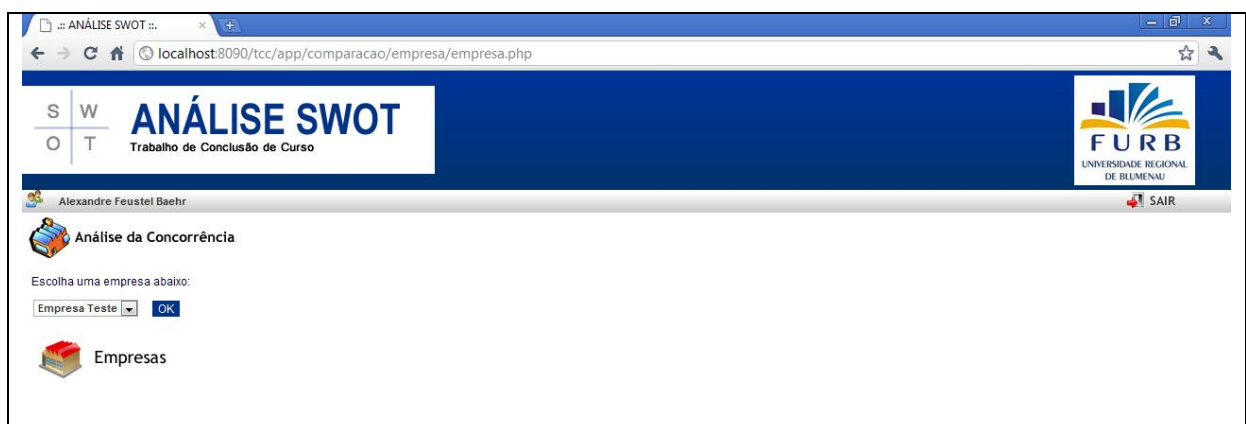 .:: ANÁLISE SWOT ::.
localhost:8090/tcc/app/comparacao/empresa/empresa.php
S W
O T
ANÁLISE SWOT
Trabalho de Conclusão de Curso
FURB
UNIVERSIDADE REGIONAL
DE BLUMENAU
Alexandre Feustel Baehr
SAIR
Análise da Concorrência
Escolha uma empresa abaixo:
Empresa Teste
OK
Empresas